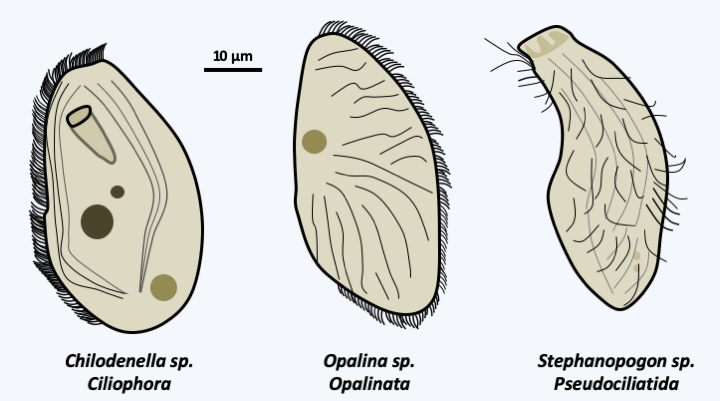 10 µm
Chilodenella sp.
Ciliophora
Opalina sp.
Opalinata
Stephanopogon sp.
Pseudociliatida